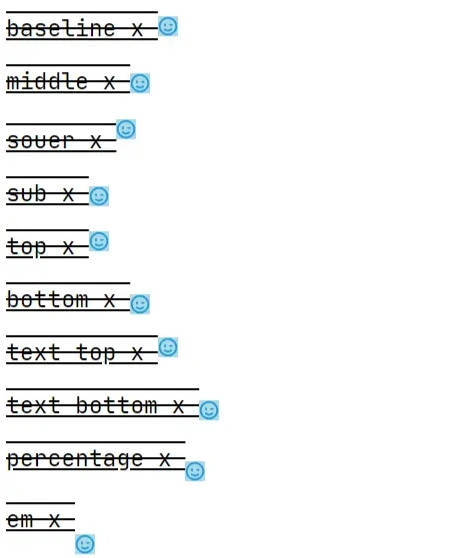 baseline x
middle x
souer x
sub x
top x
bottom x
text top x
text bottom x
percentage x
em x